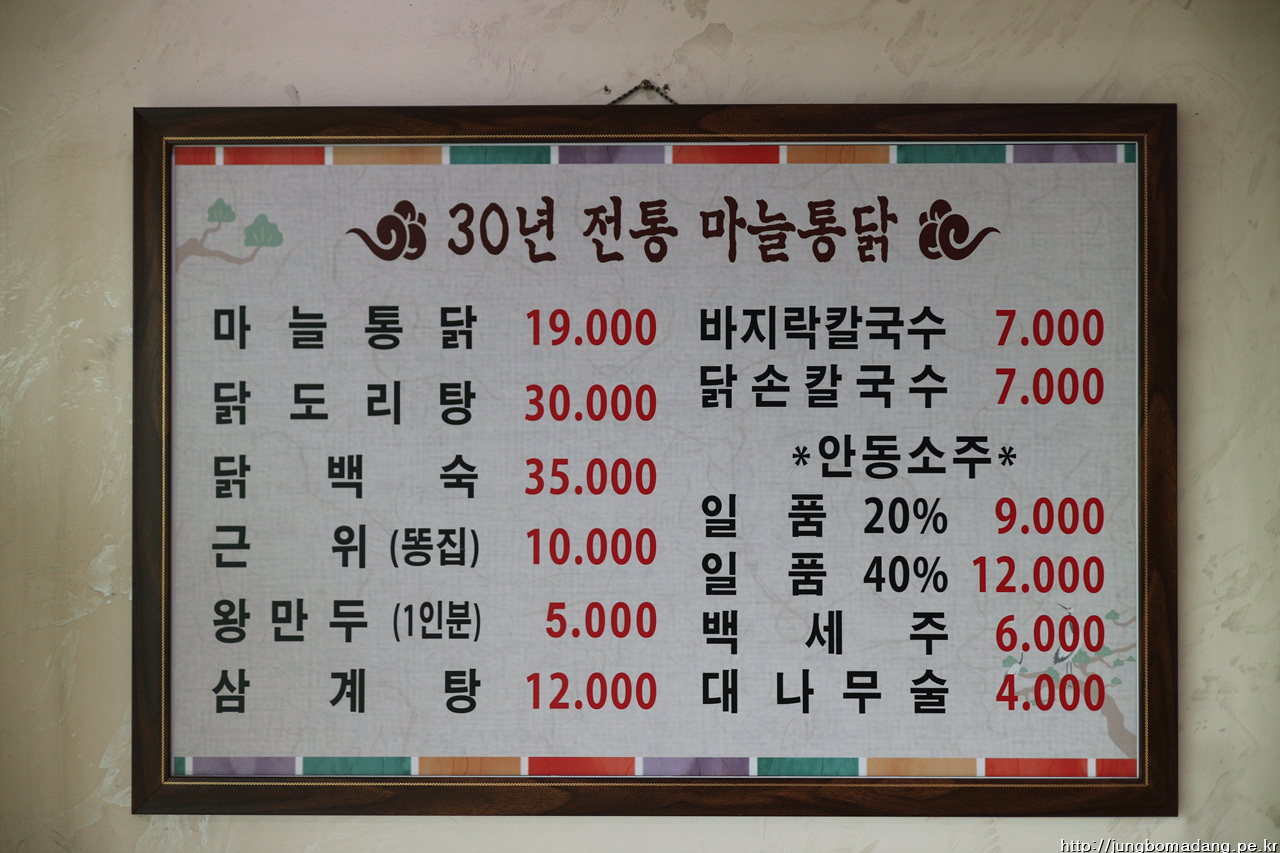 30년 전통 마늘통닭
마늘통닭 19.000
닭도리탕 30.000
닭백숙 35.000
근위 (똥집) 10.000
왕만두 (1인분) 5.000
삼계탕 12.000
바지락칼국수 7.000
닭손칼국수 7.000
*안동소주*
일품 20% 9.000
일품 40% 12.000
백세주 6.000
대나무술 4.000
http://jungbomadang.pe.kr